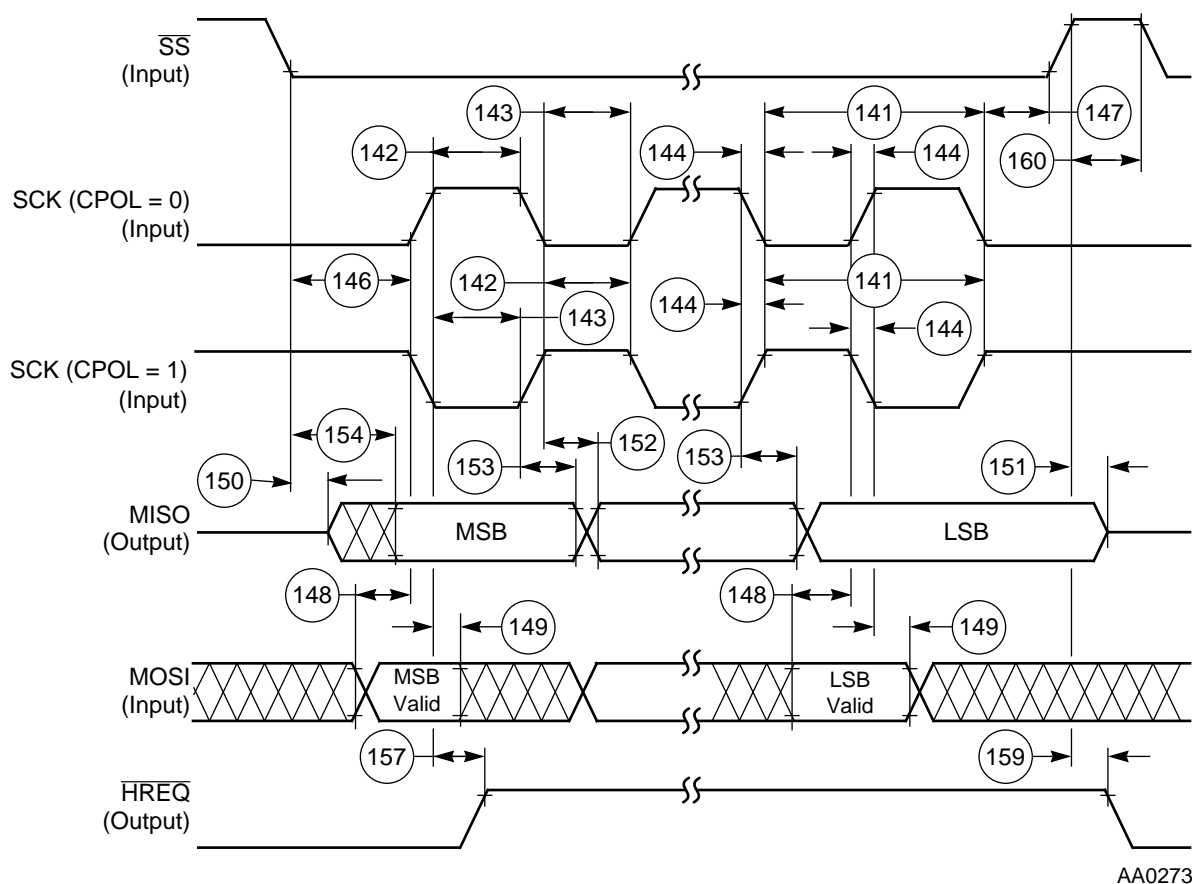 SS
(Input)
143
141
147
142
144
144
160
SCK (CPOL = 0)
(Input)
146
142
141
143
144
144
SCK (CPOL = 1)
(Input)
154
152
150
153
153
151
MISO
(Output)
MSB
LSB
148
148
149
149
MOSI
(Input)
MSB
Valid
LSB
Valid
157
159
HREQ
(Output)
AA0273